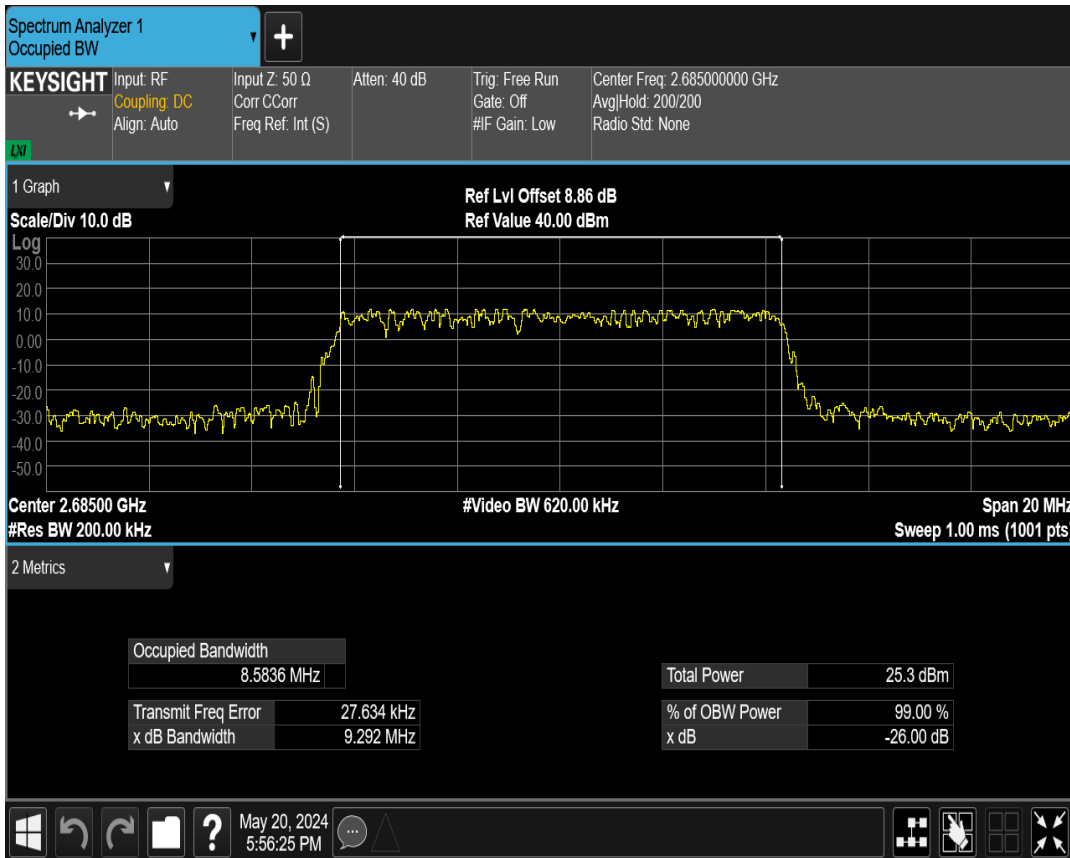 Spectrum Analyzer 1
Occupied BW
KEYSIGHT
LXI
Input: RF
Coupling: DC
Align: Auto
Input Z: 50 Ω
Corr CCorr
Freq Ref: Int (S)
Atten: 40 dB
Trig: Free Run
Gate: Off
#IF Gain: Low
Center Freq: 2.685000000 GHz
Avg|Hold: 200/200
Radio Std: None
1 Graph
Scale/Div 10.0 dB
Ref Lvl Offset 8.86 dB
Ref Value 40.00 dBm
Log
30.0
20.0
10.0
0.00
-10.0
-20.0
-30.0
-40.0
-50.0
Center 2.68500 GHz
#Res BW 200.00 kHz
#Video BW 620.00 kHz
Span 20 MHz
Sweep 1.00 ms (1001 pts)
2 Metrics
Occupied Bandwidth
8.5836 MHz
Transmit Freq Error 27.634 kHz
x dB Bandwidth 9.292 MHz
Total Power 25.3 dBm
% of OBW Power 99.00 %
x dB -26.00 dB
?
May 20, 2024
5:56:25 PM